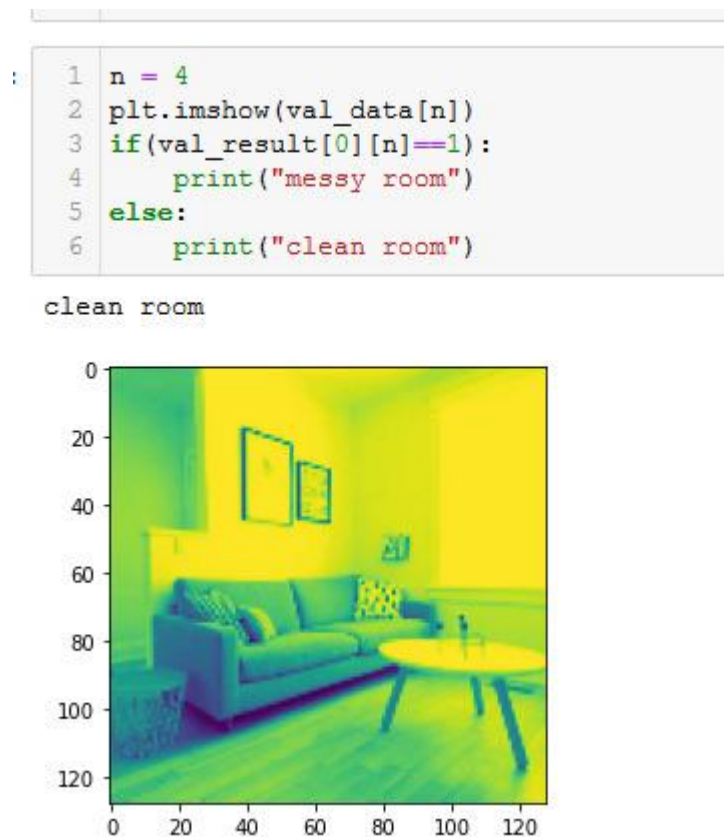 :
1 n = 4
2 plt.imshow(val_data[n])
3 if(val_result[0][n]==1):
4     print("messy room")
5 else:
6     print("clean room")
clean room
0
20
40
60
80
100
120
0 20 40 60 80 100 120